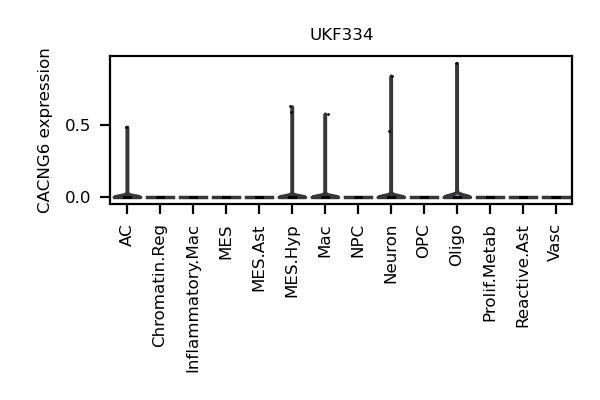 UKF334
CACNG6 expression
0.5
0.0
AC
Chromatin.Reg
Inflammatory.Mac
MES
MES.Ast
MES.Hyp
Mac
NPC
Neuron
OPC
Oligo
Prolif.Metab
Reactive.Ast
Vasc